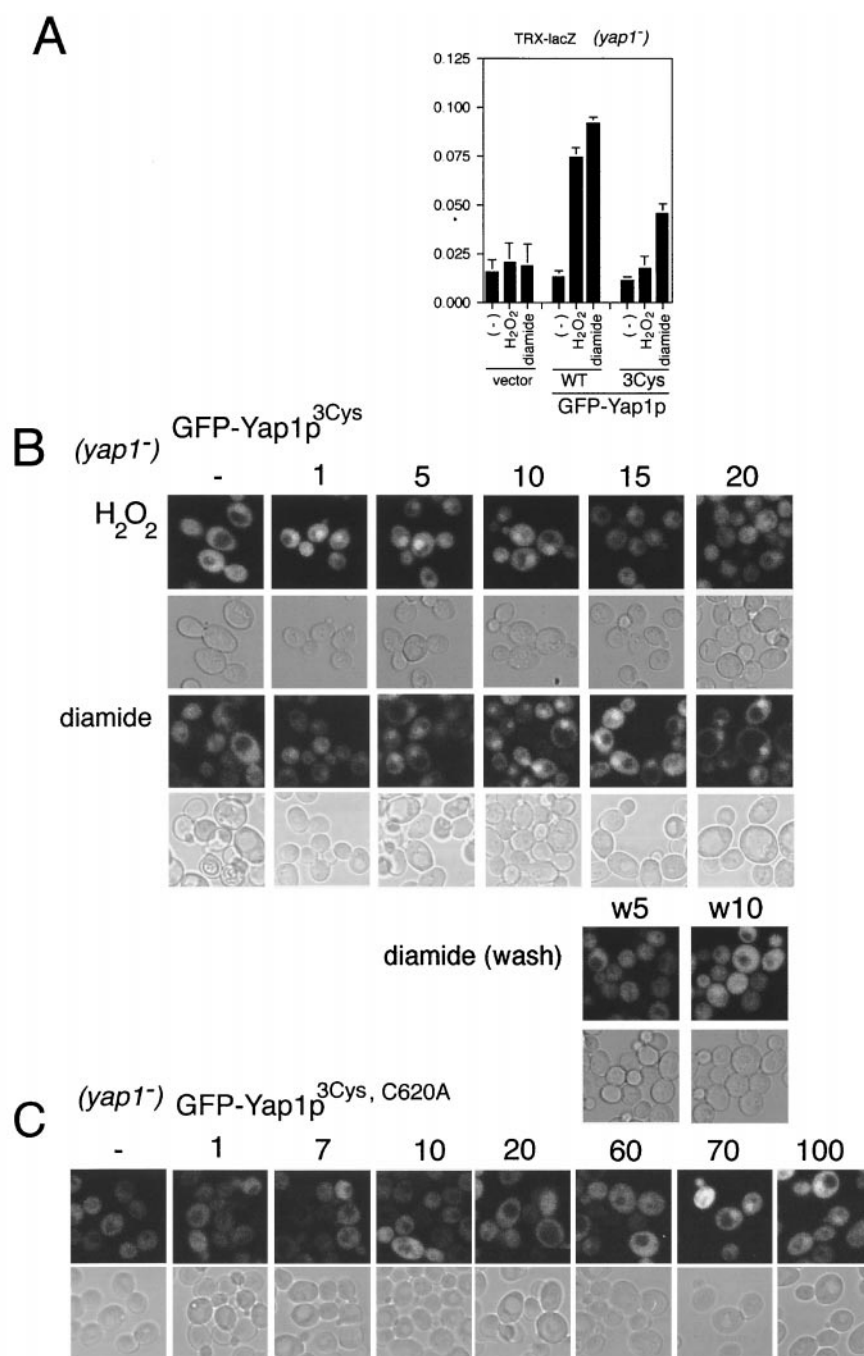 A
TRX-lacZ (yap1⁻)
0.125
0.100
0.075
0.050
0.025
0.000
(-) H₂O₂ diamide (-) H₂O₂ diamide (-) H₂O₂ diamide
vector WT 3Cys
GFP-Yap1p
B
(yap1⁻) GFP-Yap1p³Cys
- 1 5 10 15 20
H₂O₂
diamide
w5 w10
diamide (wash)
C
(yap1⁻) GFP-Yap1p³Cys, C620A
- 1 7 10 20 60 70 100